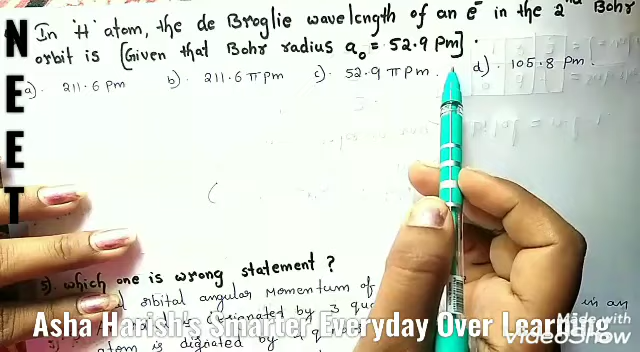 NEET
In 'H' atom, the de Broglie wavelength of an e⁻ in the 2nd Bohr
orbit is [Given that Bohr radius a₀ = 52.9 Pm].
a). 211.6 Pm b). 211.6 π pm c). 52.9 π pm. d). 105.8 pm.
5). which one is wrong statement ?
orbital angular momentum of
in an
by 3
atom is
Asha Harish's Smarter Everyday Over Learning
Made with
VideoShow